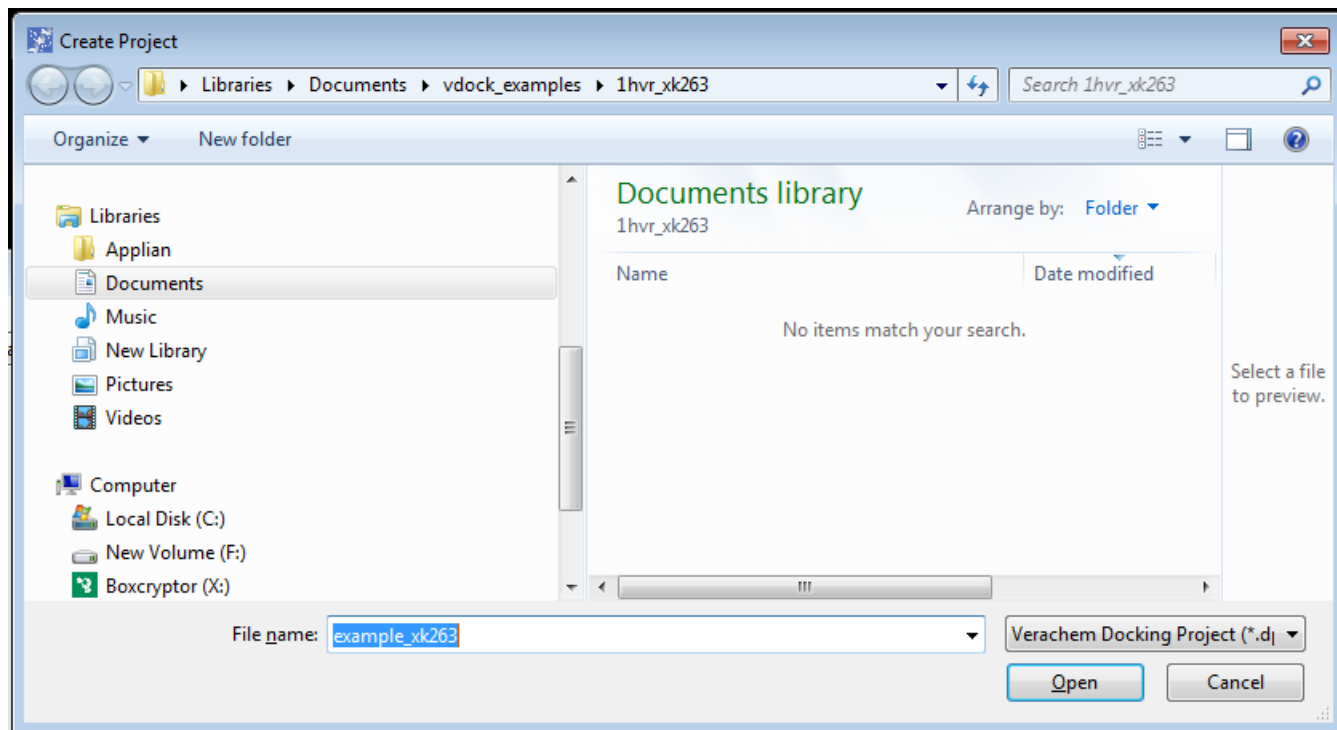 Create Project
Libraries Documents vdock_examples 1hvr_xk263 Search 1hvr_xk263
Organize New folder
Libraries
Applian
Documents
Music
New Library
Pictures
Videos
Computer
Local Disk (C:)
New Volume (F:)
Boxcryptor (X:)
Documents library
1hvr_xk263
Arrange by: Folder
Name Date modified
No items match your search.
Select a file
to preview.
File name: example_xk263 Verachem Docking Project (*.d
Open Cancel